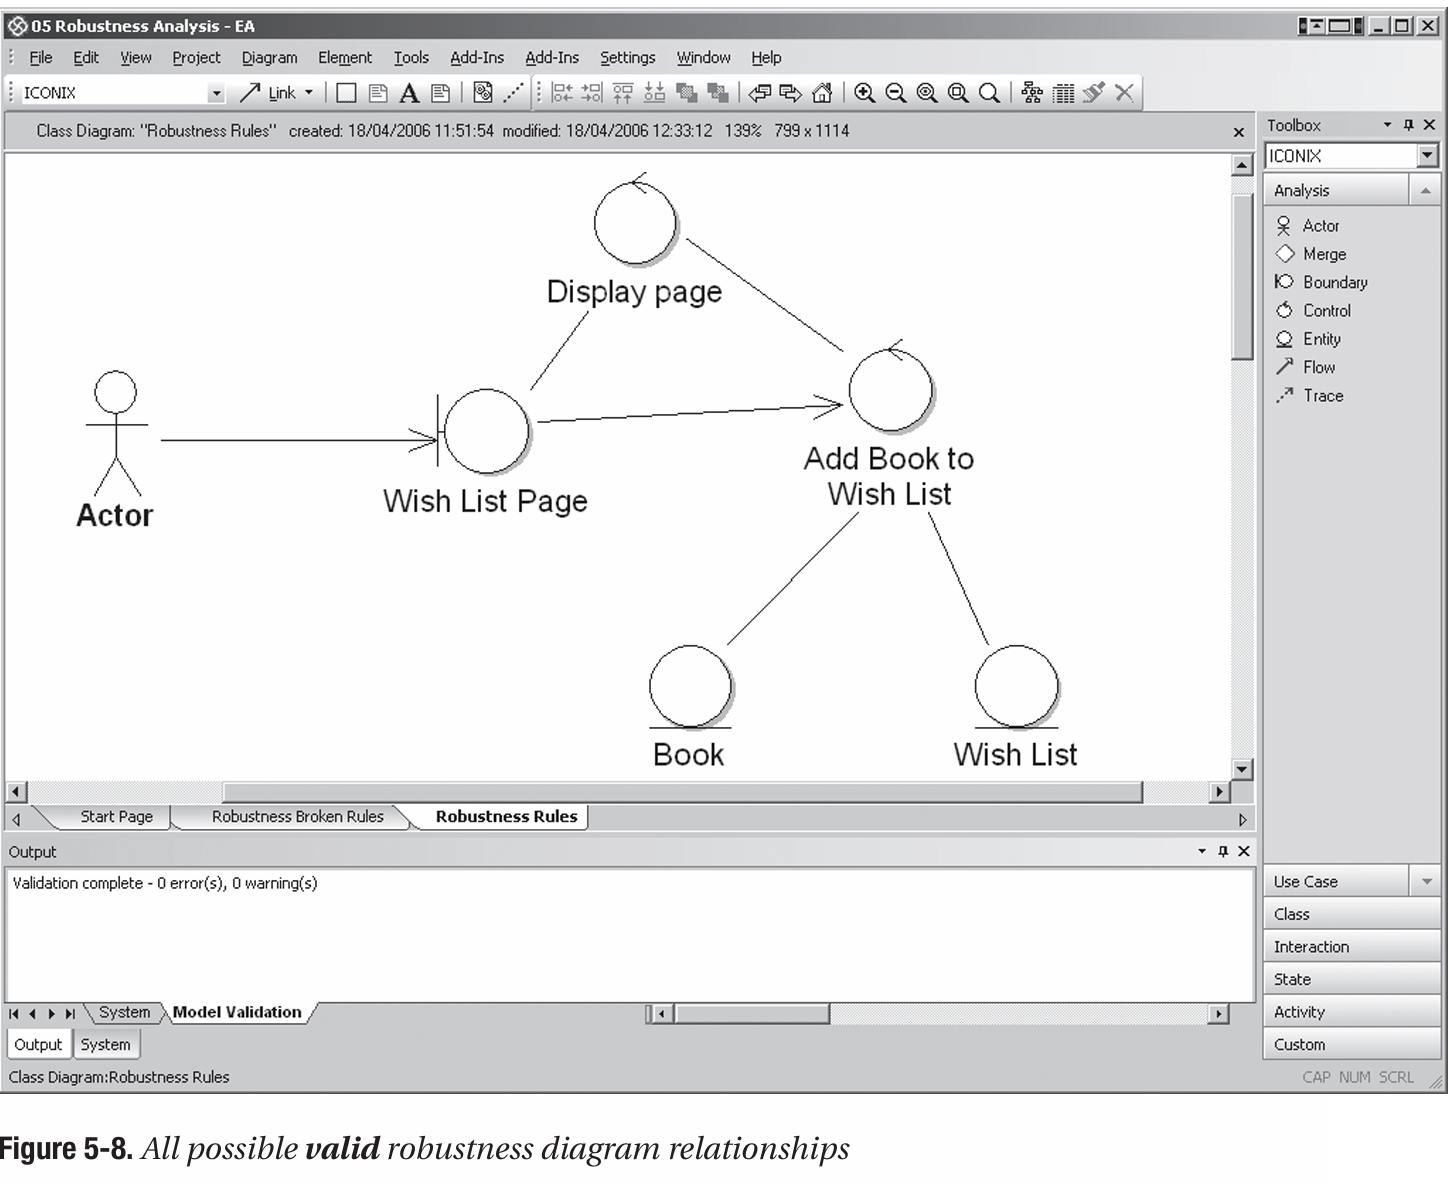 05 Robustness Analysis - EA
File Edit View Project Diagram Element Tools Add-Ins Add-Ins Settings Window Help
ICONIX Link A
Class Diagram: "Robustness Rules" created: 18/04/2006 11:51:54 modified: 18/04/2006 12:33:12 139% 799 x 1114
Toolbox
ICONIX
Analysis
Actor
Merge
Boundary
Control
Entity
Flow
Trace
Display page
Add Book to
Wish List
Wish List Page
Actor
Book
Wish List
Start Page Robustness Broken Rules Robustness Rules
Output
Validation complete - 0 error(s), 0 warning(s)
System Model Validation
Output System
Use Case
Class
Interaction
State
Activity
Custom
Class Diagram:Robustness Rules
CAP NUM SCRL
Figure 5-8. All possible valid robustness diagram relationships